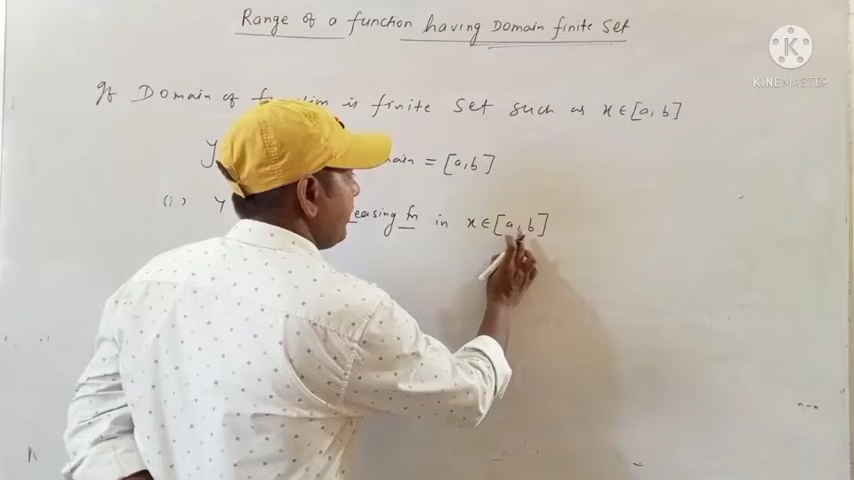 Range of a function having Domain finite set
KINEMASTER
If Domain of function is finite set such as x ∈ [a, b]
y = [a, b]
(i) y easing fn in x ∈ [a, b]